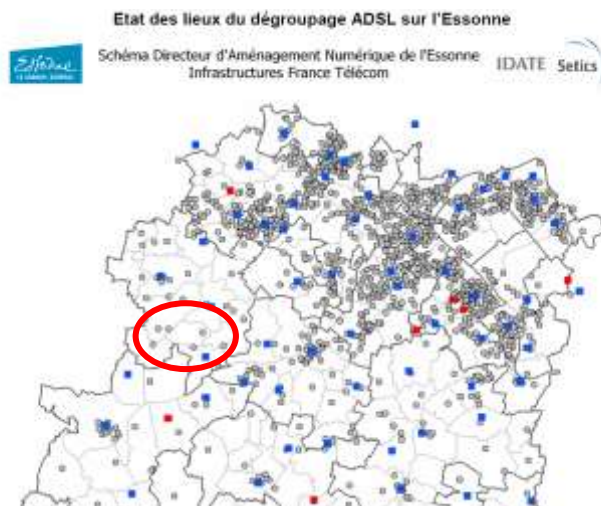 Etat des lieux du dégroupage ADSL sur l'Essonne
Schéma Directeur d'Aménagement Numérique de l'Essonne
Infrastructures France Télécom
IDATE Setics
Essonne